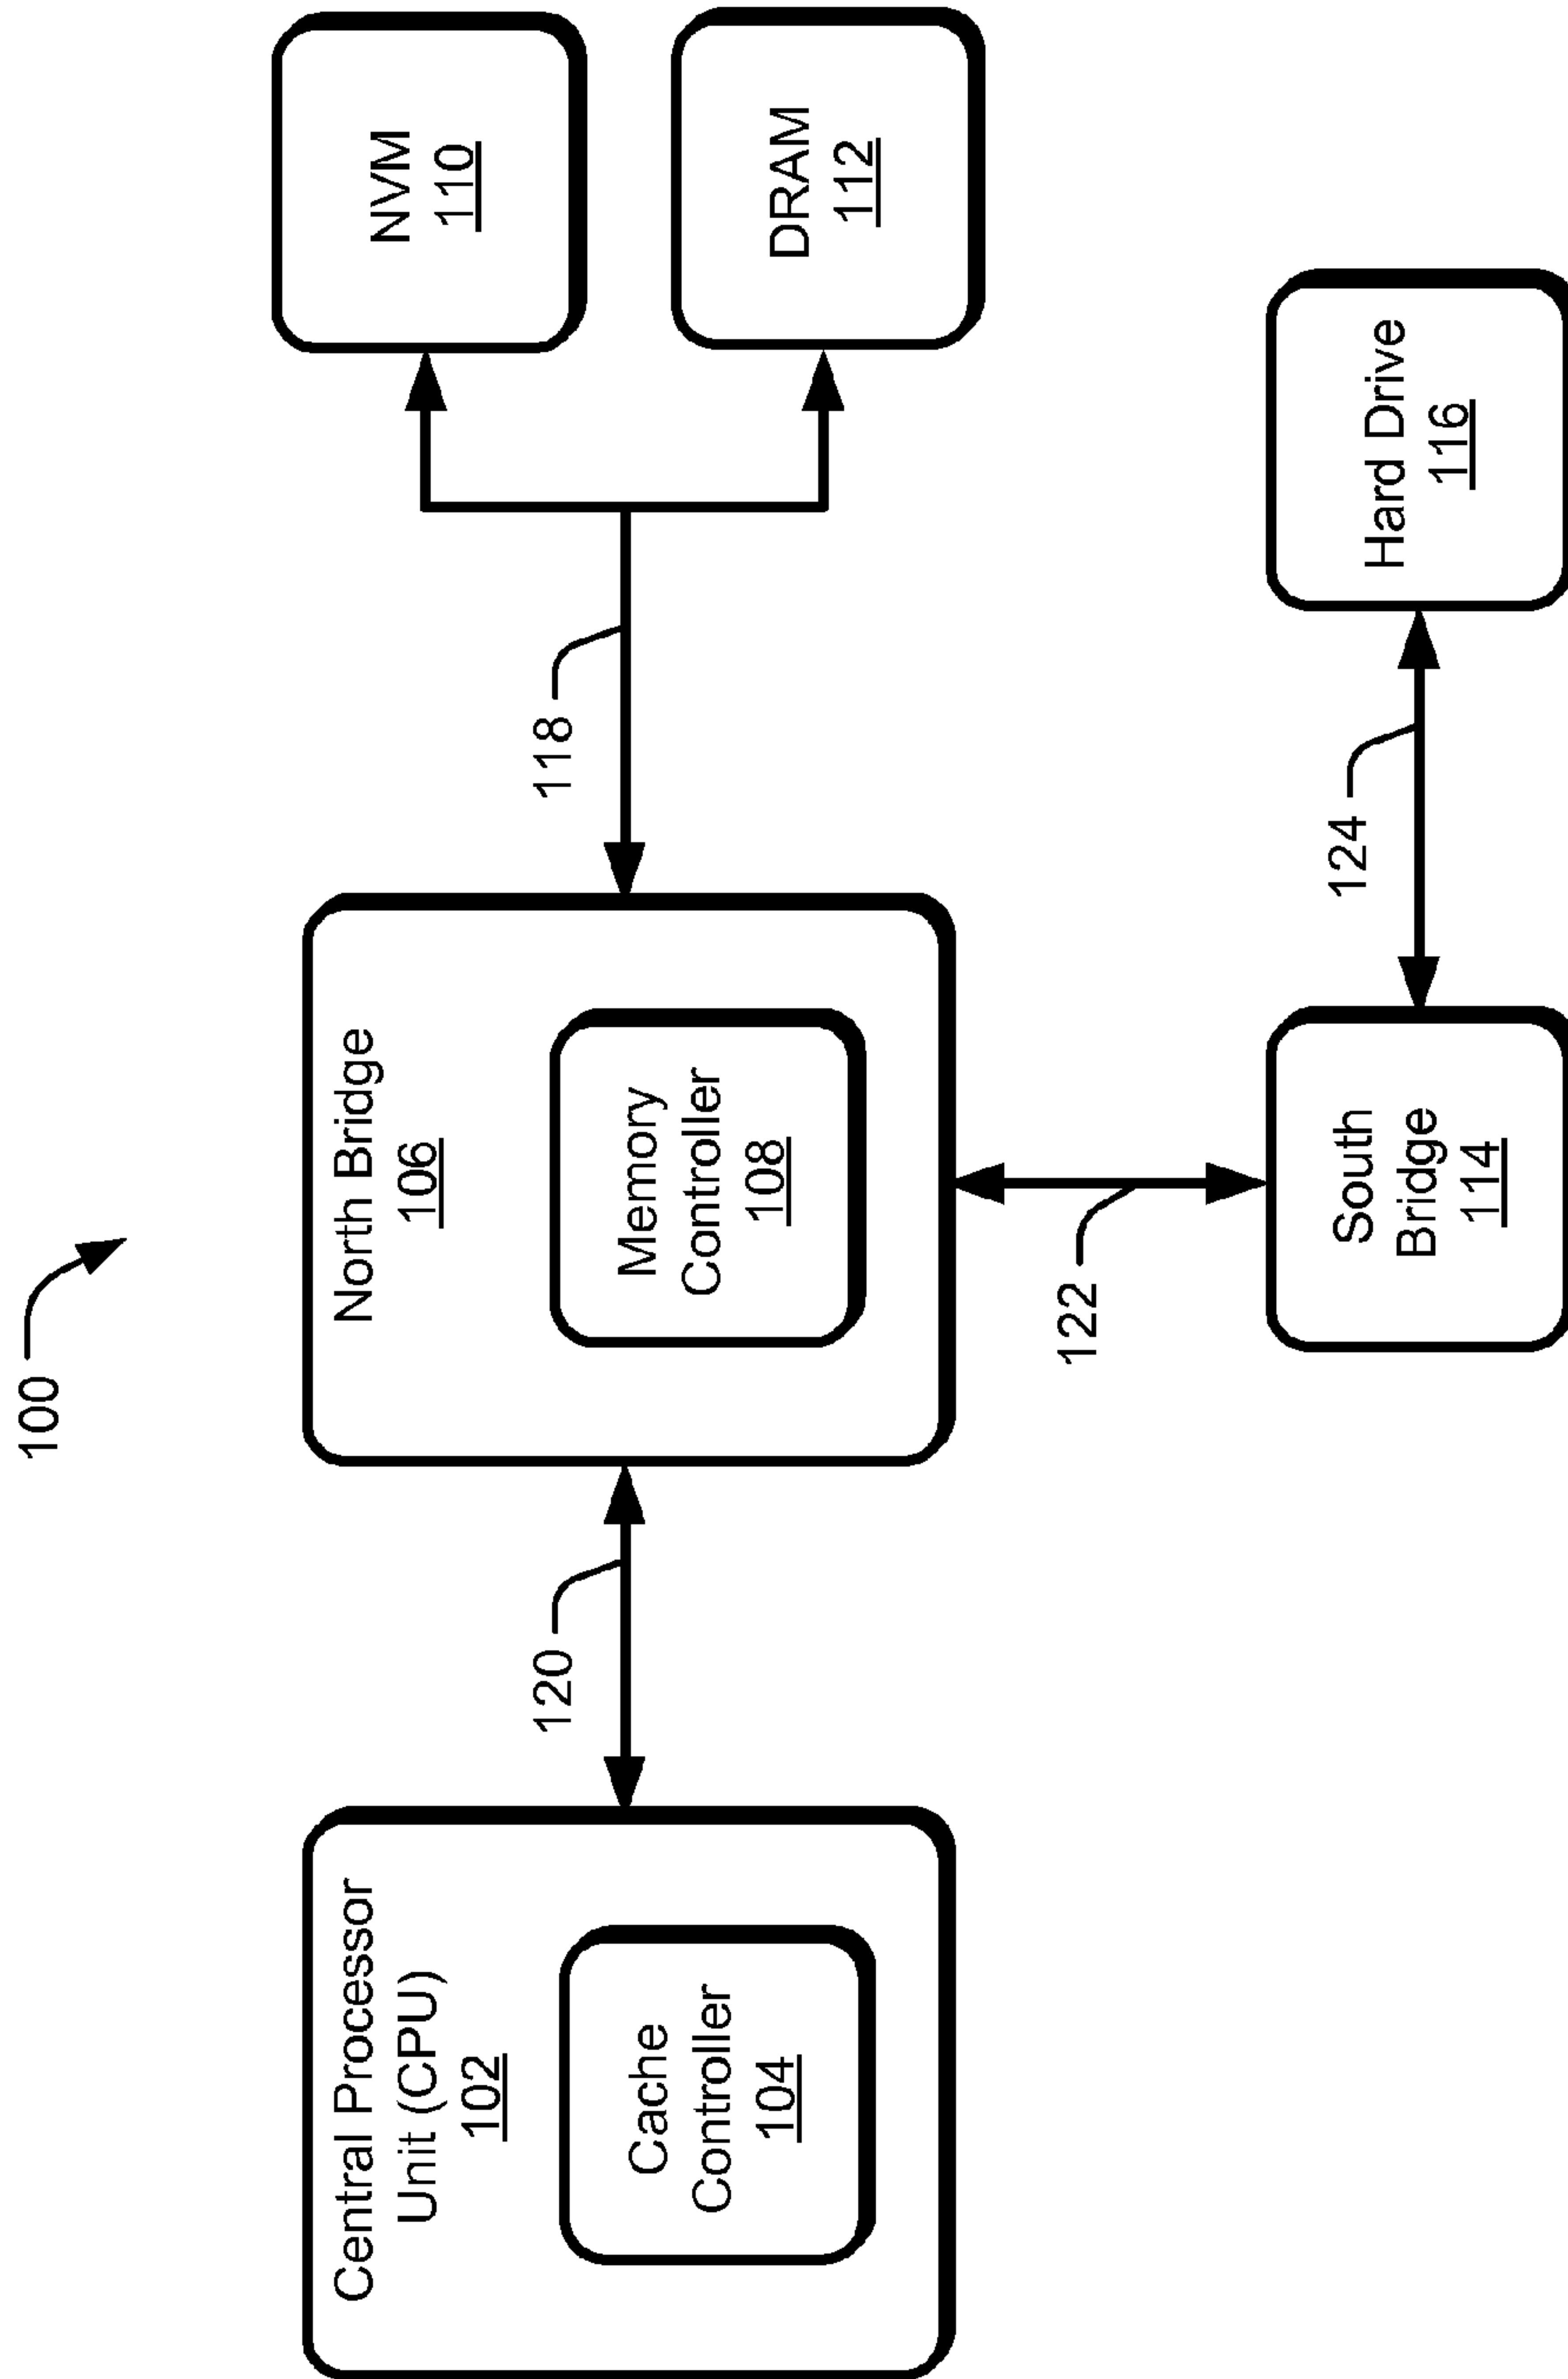 100
Central Processor
Unit (CPU)
102
Cache
Controller
104
120
North Bridge
106
Memory
Controller
108
118
NVM
110
DRAM
112
122
South
Bridge
114
124
Hard Drive
116